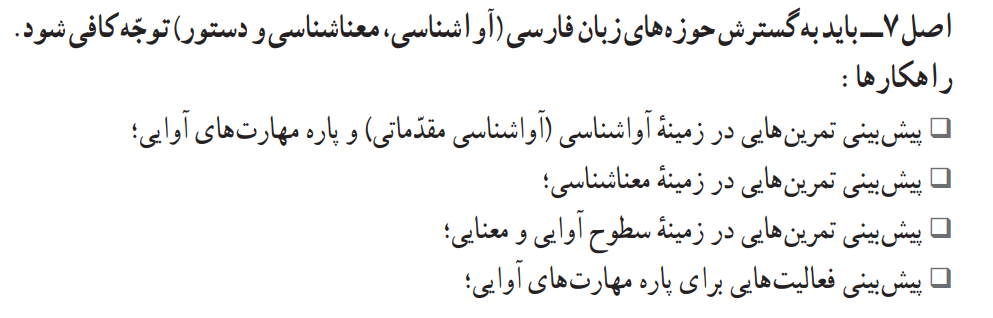 اصل ۷ــ باید به گسترش حوزه‌های زبان فارسی (آواشناسی، معناشناسی و دستور) توجّه کافی شود.
راهکارها :
❑ پیش‌بینی تمرین‌هایی در زمینهٔ آواشناسی (آواشناسی مقدّماتی) و پاره مهارت‌های آوایی؛
❑ پیش‌بینی تمرین‌هایی در زمینهٔ معناشناسی؛
❑ پیش‌بینی تمرین‌هایی در زمینهٔ سطوح آوایی و معنایی؛
❑ پیش‌بینی فعالیت‌هایی برای پاره مهارت‌های آوایی؛